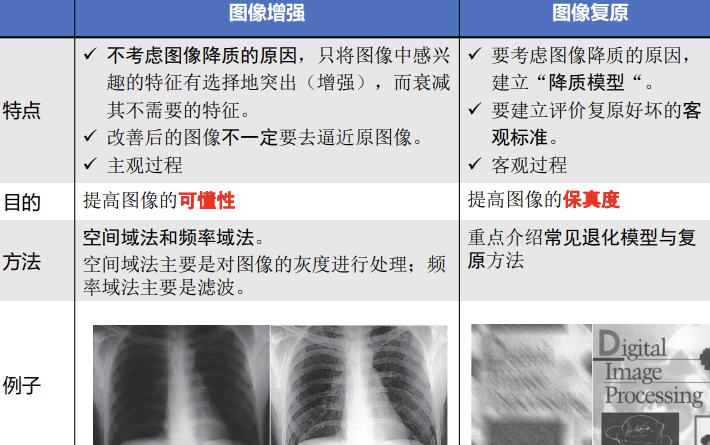 图像增强
图像复原
特点
✓ 不考虑图像降质的原因，只将图像中感兴
趣的特征有选择地突出（增强），而衰减
其不需要的特征。
✓ 改善后的图像不一定要去逼近原图像。
✓ 主观过程
✓ 要考虑图像降质的原因，
建立“降质模型“。
✓ 要建立评价复原好坏的客
观标准。
✓ 客观过程
目的
提高图像的可懂性
提高图像的保真度
方法
空间域法和频率域法。
空间域法主要是对图像的灰度进行处理；频
率域法主要是滤波。
重点介绍常见退化模型与复
原方法
例子
Digital
Image
Processing